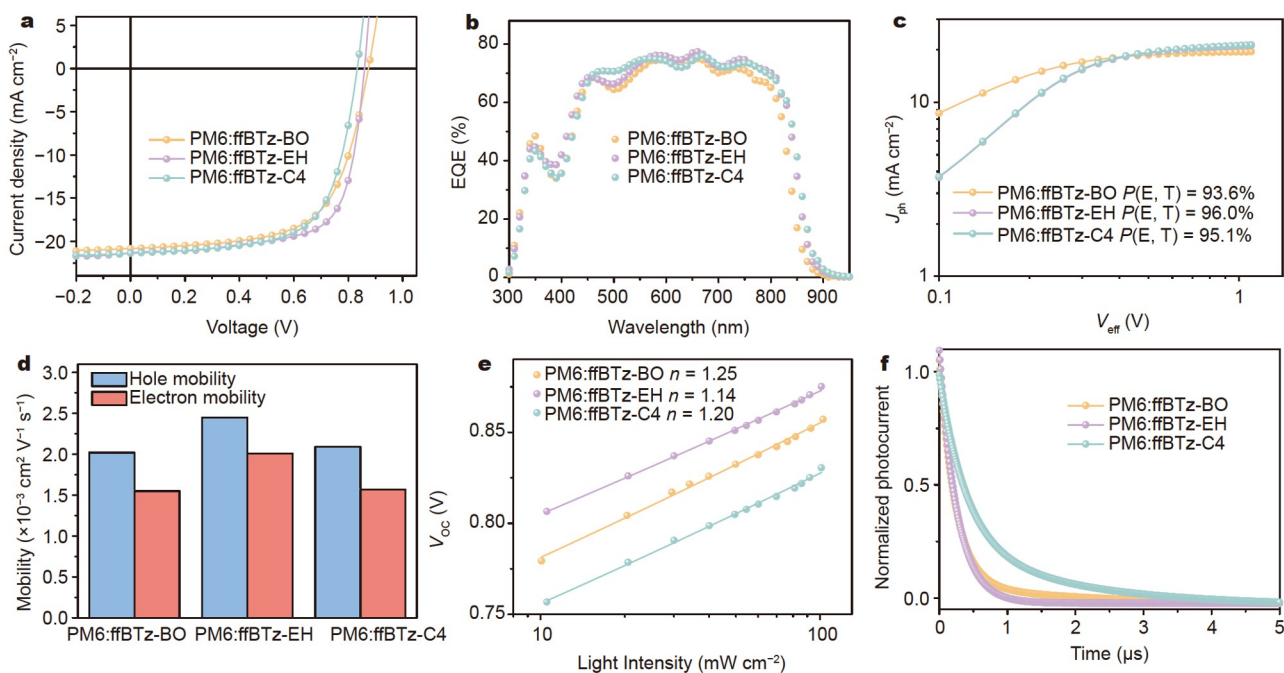 a
Current density (mA cm⁻²)
5
0
−5
−10
−15
−20
PM6:ffBTz-BO
PM6:ffBTz-EH
PM6:ffBTz-C4
−0.2 0.0 0.2 0.4 0.6 0.8 1.0
Voltage (V)
b
EQE (%)
80
60
40
20
0
PM6:ffBTz-BO
PM6:ffBTz-EH
PM6:ffBTz-C4
300 400 500 600 700 800 900
Wavelength (nm)
c
Jph (mA cm⁻²)
10
1
PM6:ffBTz-BO P(E, T) = 93.6%
PM6:ffBTz-EH P(E, T) = 96.0%
PM6:ffBTz-C4 P(E, T) = 95.1%
0.1 1
Veff (V)
d
Mobility (×10⁻³ cm² V⁻¹ s⁻¹)
3.0
2.5
2.0
1.5
1.0
0.5
0.0
Hole mobility
Electron mobility
PM6:ffBTz-BO PM6:ffBTz-EH PM6:ffBTz-C4
e
VOC (V)
0.85
0.80
0.75
PM6:ffBTz-BO n = 1.25
PM6:ffBTz-EH n = 1.14
PM6:ffBTz-C4 n = 1.20
10 100
Light Intensity (mW cm⁻²)
f
Normalized photocurrent
1.0
0.5
0.0
PM6:ffBTz-BO
PM6:ffBTz-EH
PM6:ffBTz-C4
0 1 2 3 4 5
Time (μs)